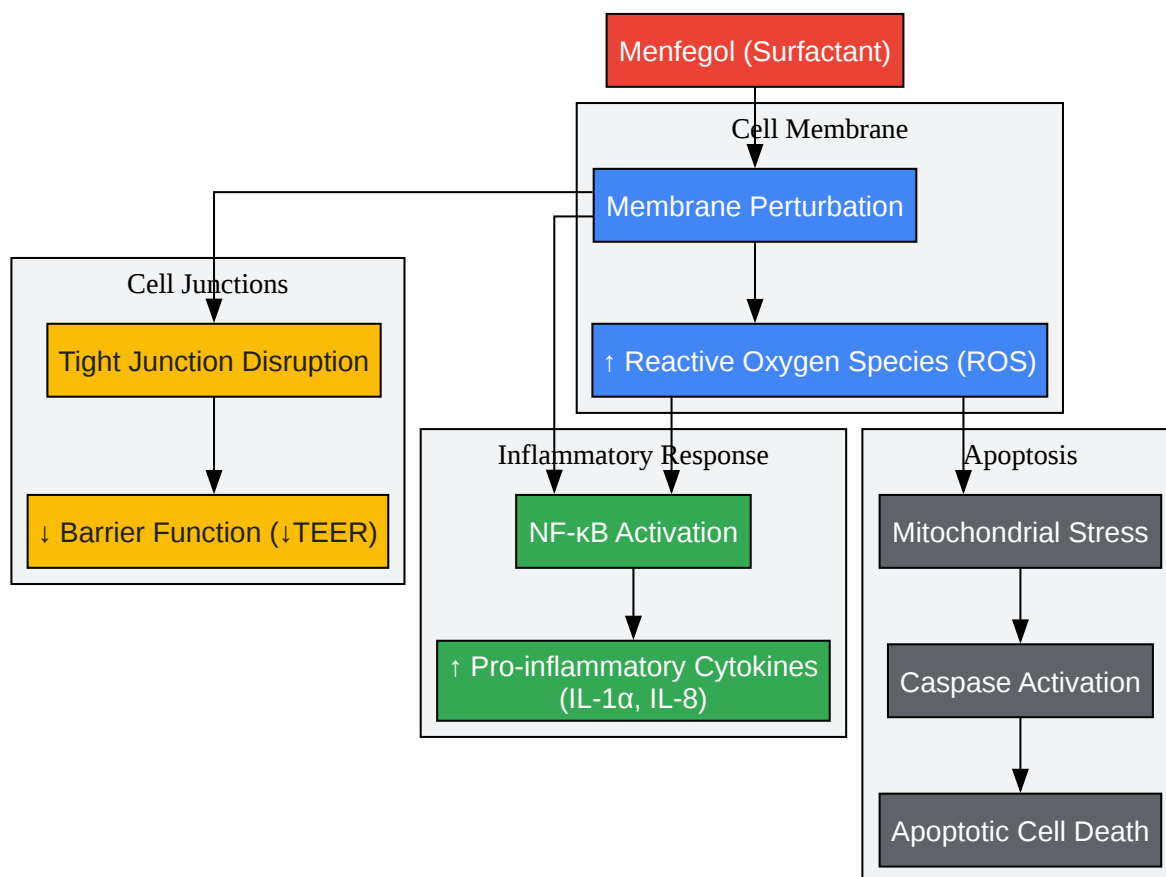 Menfegol (Surfactant)
Cell Membrane
Membrane Perturbation
Cell Junctions
Tight Junction Disruption
↑ Reactive Oxygen Species (ROS)
Inflammatory Response
Apoptosis
↓ Barrier Function (↓TEER)
NF-κB Activation
Mitochondrial Stress
↑ Pro-inflammatory Cytokines
(IL-1α, IL-8)
Caspase Activation
Apoptotic Cell Death